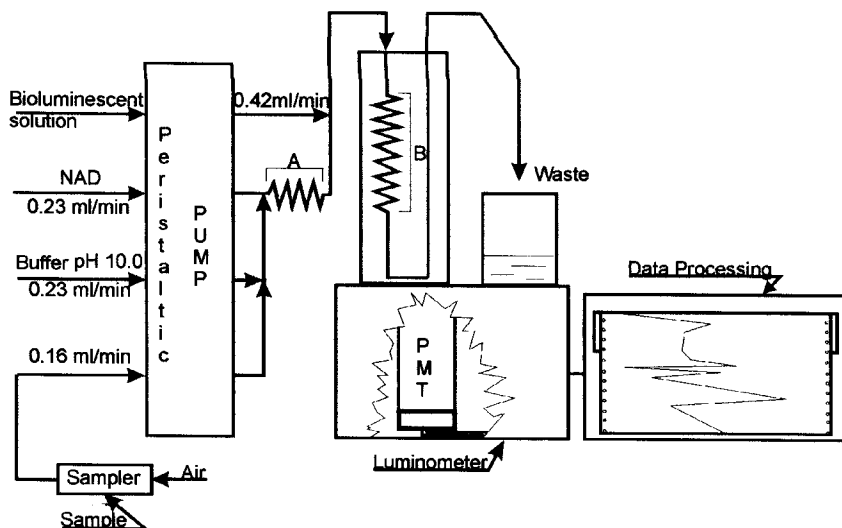 Bioluminescent
solution
0.42ml/min
NAD
0.23 ml/min
Buffer pH 10.0
0.23 ml/min
0.16 ml/min
Peristaltic
PUMP
A
B
Waste
Data Processing
PMT
Luminometer
Sampler
Air
Sample